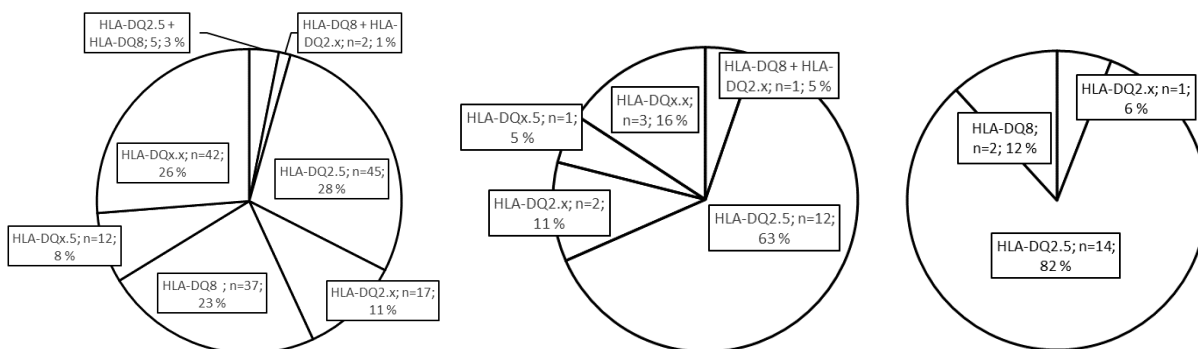 HLA-DQ2.5 +
HLA-DQ8; 5; 3 %
HLA-DQ8 + HLA-
DQ2.x; n=2; 1 %
HLA-DQ2.5; n=45;
28 %
HLA-DQ2.x; n=17;
11 %
HLA-DQ8 ; n=37;
23 %
HLA-DQx.5; n=12;
8 %
HLA-DQx.x; n=42;
26 %
HLA-DQ8 + HLA-
DQ2.x; n=1; 5 %
HLA-DQ2.5; n=12;
63 %
HLA-DQ2.x; n=2;
11 %
HLA-DQx.5; n=1;
5 %
HLA-DQx.x;
n=3; 16 %
HLA-DQ2.x; n=1;
6 %
HLA-DQ2.5; n=14;
82 %
HLA-DQ8;
n=2; 12 %